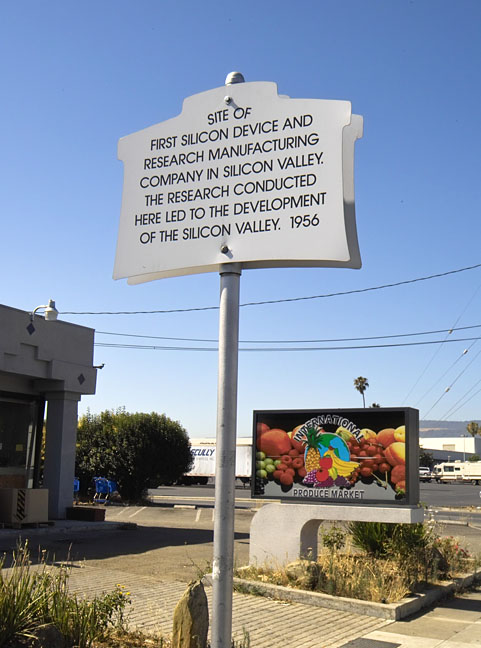 SITE OF
FIRST SILICON DEVICE AND
RESEARCH MANUFACTURING
COMPANY IN SILICON VALLEY.
THE RESEARCH CONDUCTED
HERE LED TO THE DEVELOPMENT
OF THE SILICON VALLEY. 1956
SCULLY
INTERNATIONAL
PRODUCE MARKET